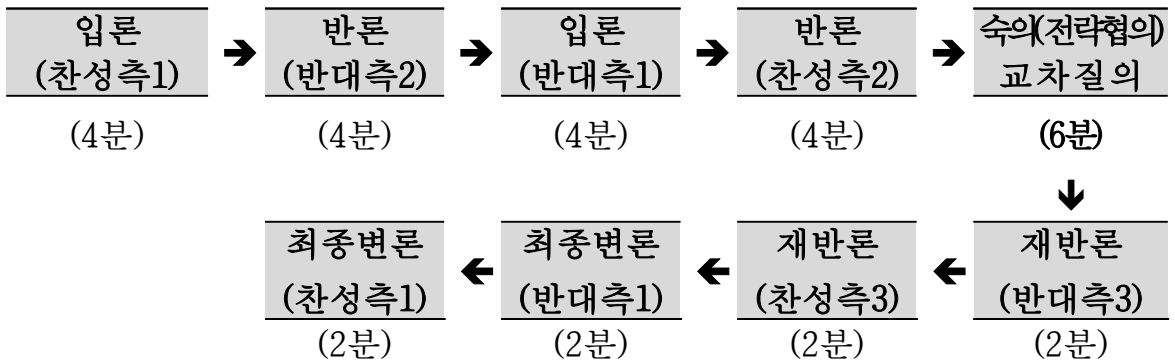 입론 ➔ 반론 ➔ 입론 ➔ 반론 ➔ 숙의(전략협의)
(찬성측1) (반대측2) (반대측1) (찬성측2) 교차질의
(4분) (4분) (4분) (4분) (6분)
최종변론 최종변론 재반론 재반론
(찬성측1) (반대측1) (찬성측3) (반대측3)
(2분) (2분) (2분) (2분)